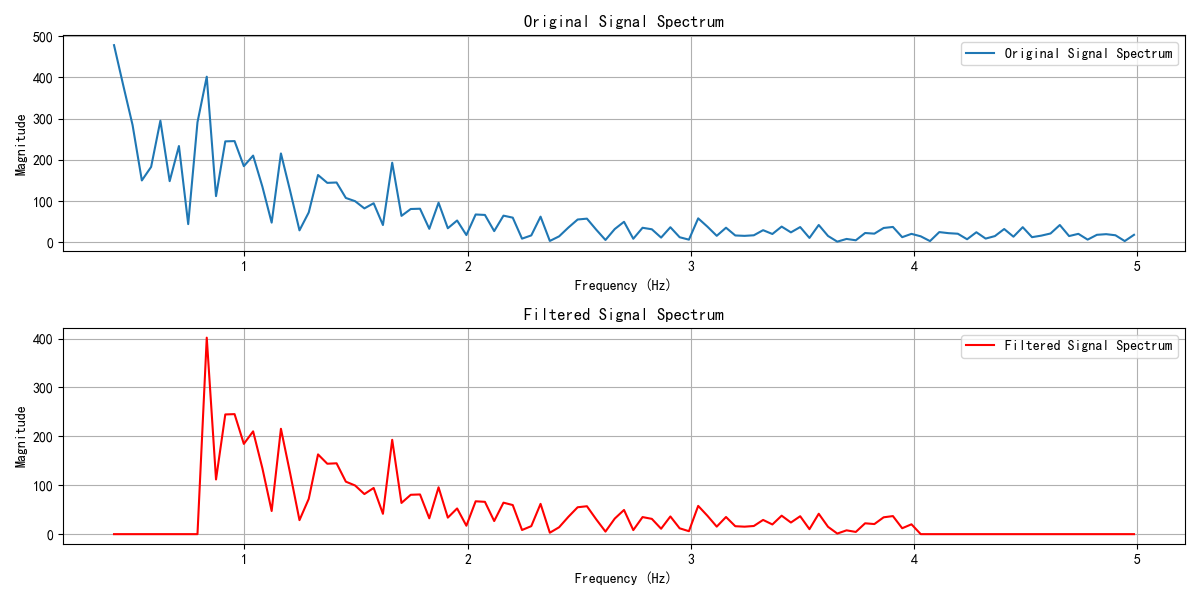 Original Signal Spectrum
500
400
300
200
100
0
Magnitude
Original Signal Spectrum
1 2 3 4 5
Frequency (Hz)
Filtered Signal Spectrum
400
300
200
100
0
Magnitude
Filtered Signal Spectrum
1 2 3 4 5
Frequency (Hz)